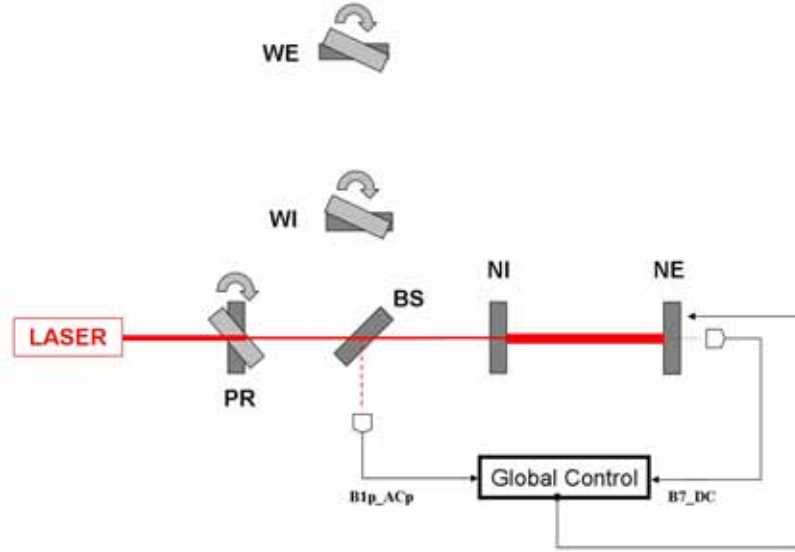 WE
WI
NI
NE
BS
LASER
PR
Global Control
B1p_ACp
B7_DC